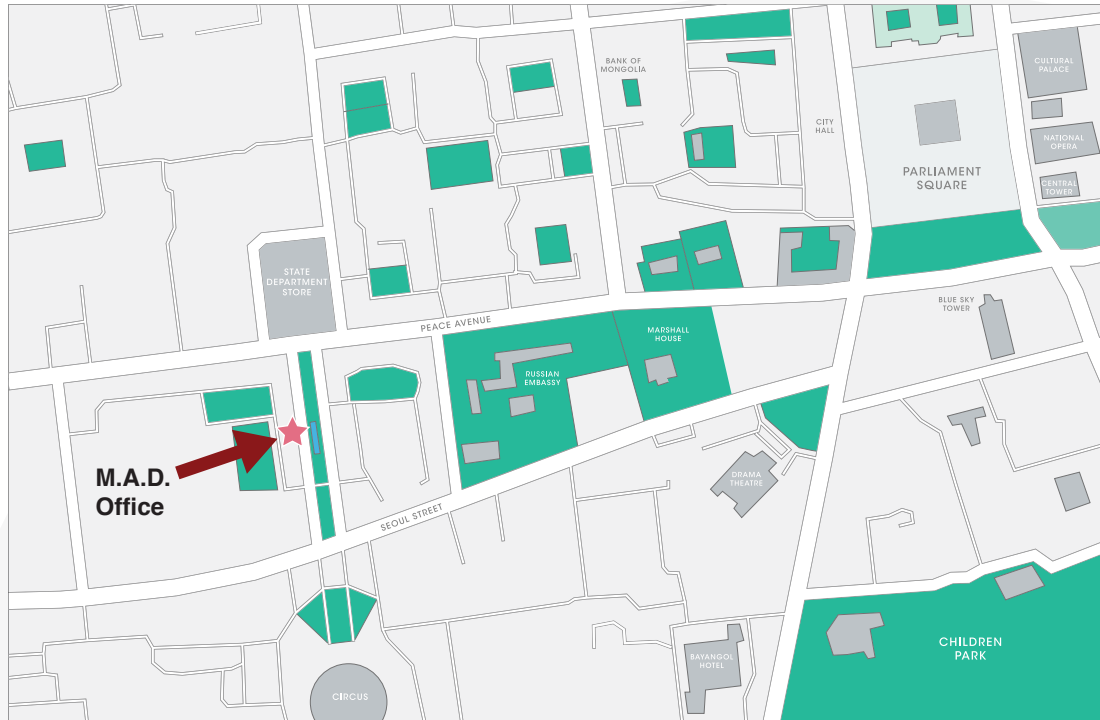 BANK OF
MONGOLIA
CITY
HALL
CULTURAL
PALACE
NATIONAL
OPERA
CENTRAL
TOWER
PARLIAMENT
SQUARE
STATE
DEPARTMENT
STORE
PEACE AVENUE
BLUE SKY
TOWER
MARSHALL
HOUSE
RUSSIAN
EMBASSY
M.A.D.
Office
SEOUL STREET
DRAMA
THEATRE
CHILDREN
PARK
BAYANGOL
HOTEL
CIRCUS